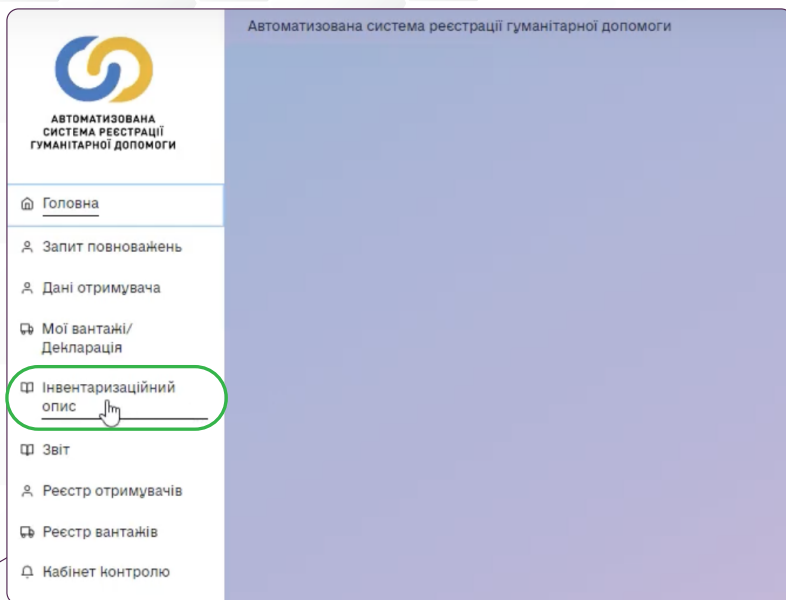 Автоматизована система реєстрації гуманітарної допомоги
АВТОМАТИЗОВАНА
СИСТЕМА РЕЄСТРАЦІЇ
ГУМАНІТАРНОЇ ДОПОМОГИ
Головна
Запит повноважень
Дані отримувача
Мої вантажі/
Декларація
Інвентаризаційний
опис
Звіт
Реєстр отримувачів
Реєстр вантажів
Кабінет контролю